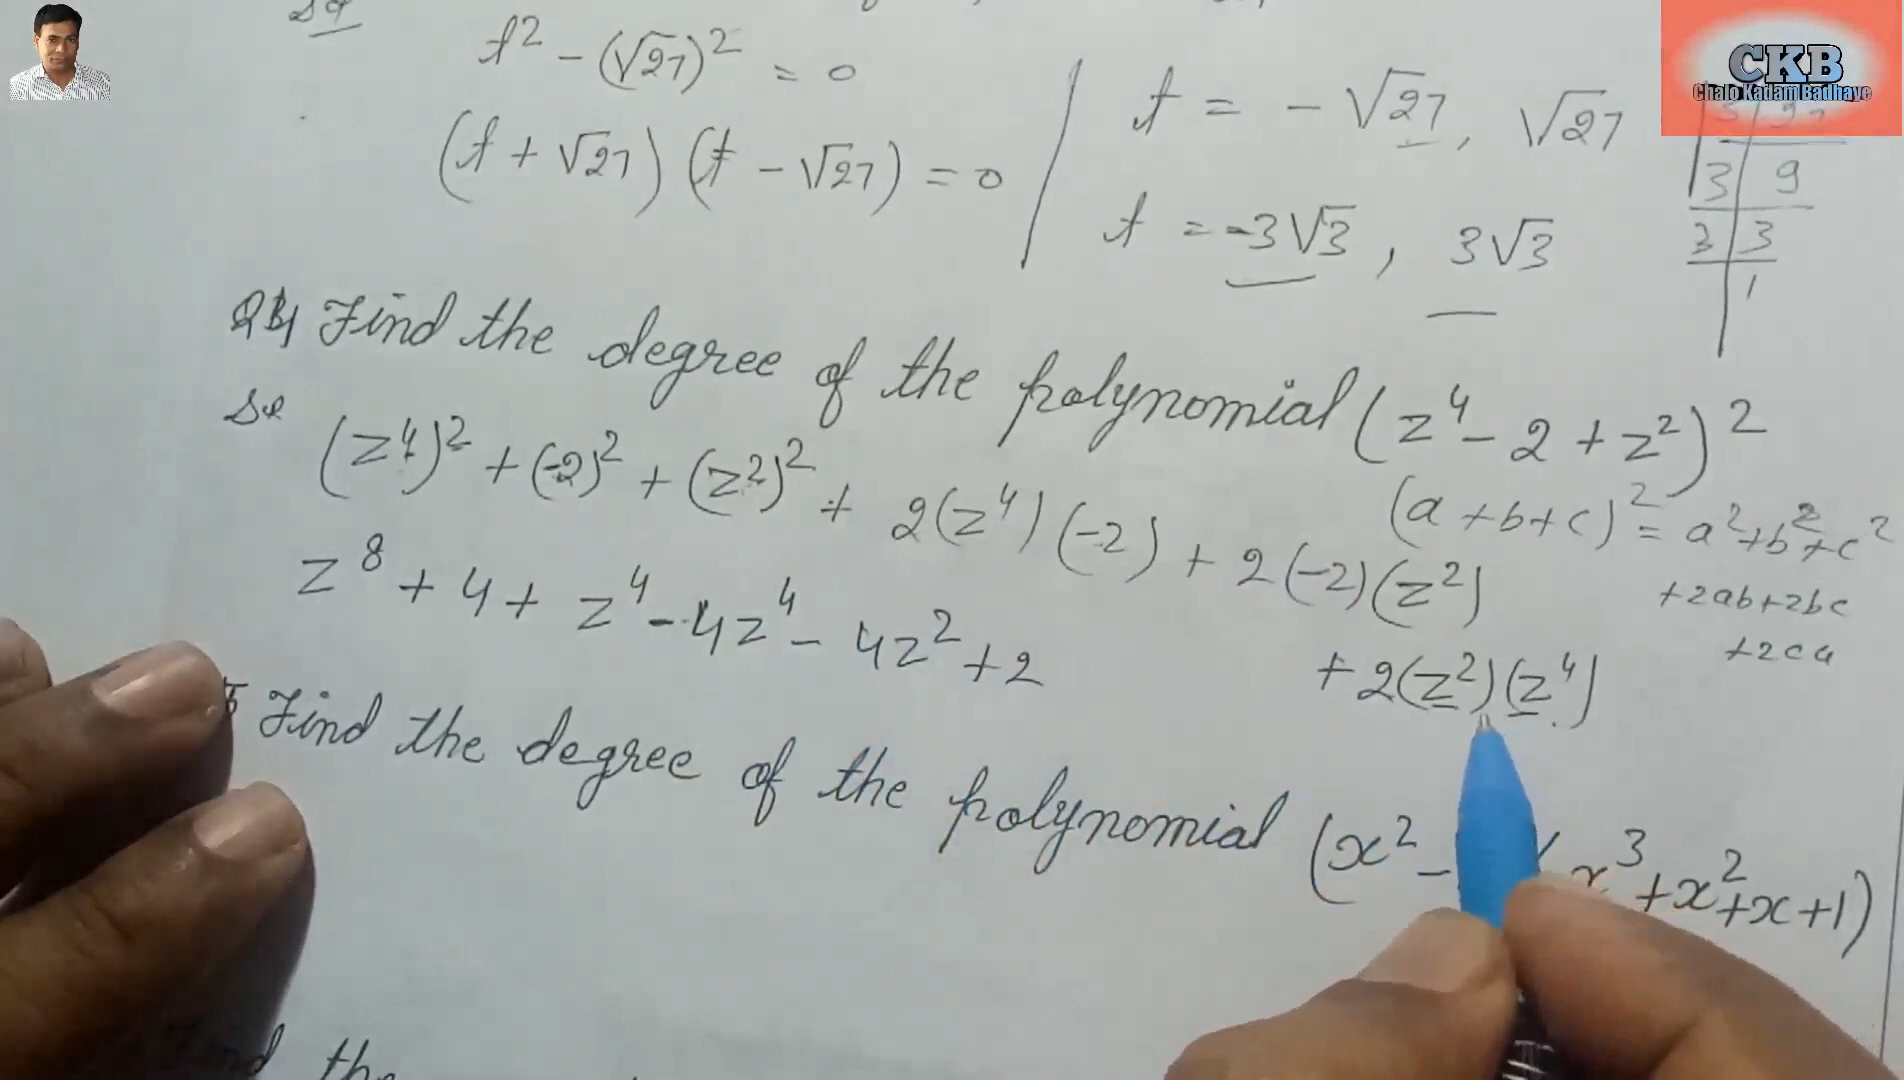 t² - (√27)² = 0
(t + √27) (t - √27) = 0
t = - √27, √27
t = -3√3, 3√3
CKB
Chalo Kadam Badhaye
3 9
3 3
1
Find the degree of the polynomial (z⁴ - 2 + z²)²
(z⁴)² + (-2)² + (z²)² + 2(z⁴)(-2) + 2(-2)(z²)
+ 2(z²)(z⁴)
(a + b + c)² = a² + b² + c²
+2ab+2bc
+2ca
z⁸ + 4 + z⁴ - 4z⁴ - 4z² + 2
Find the degree of the polynomial (x² - x³ + x² + x + 1)
Find the